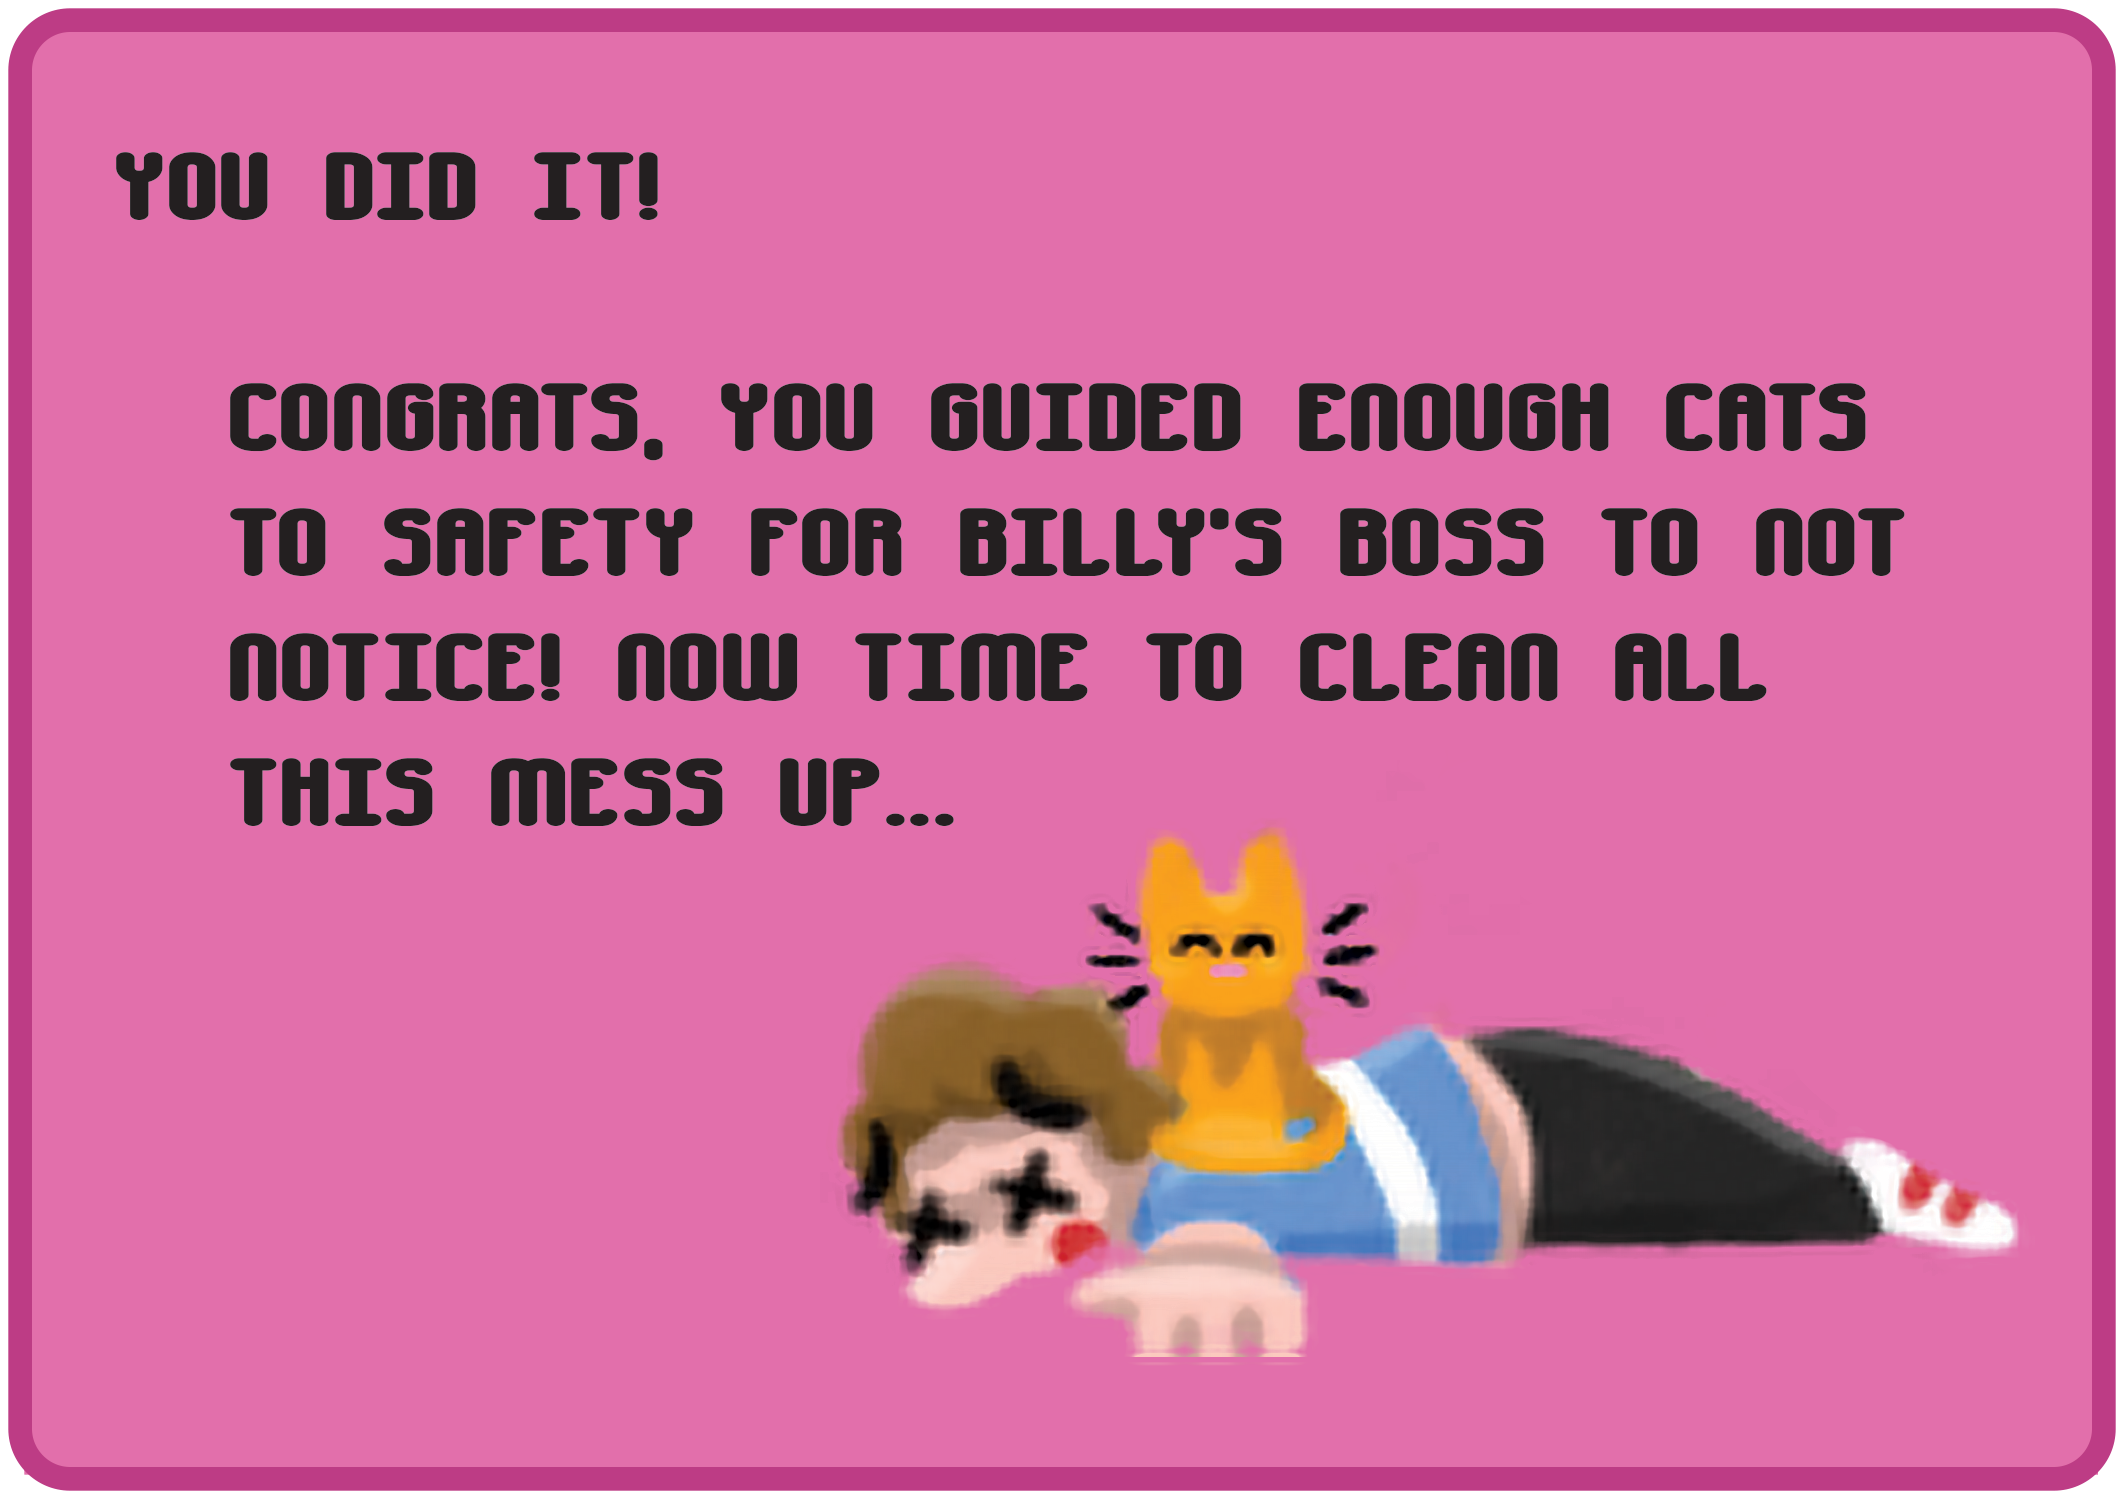 YOU DID IT!
CONGRATS, YOU GUIDED ENOUGH CATS
TO SAFETY FOR BILLY'S BOSS TO NOT
NOTICE! NOW TIME TO CLEAN ALL
THIS MESS UP...